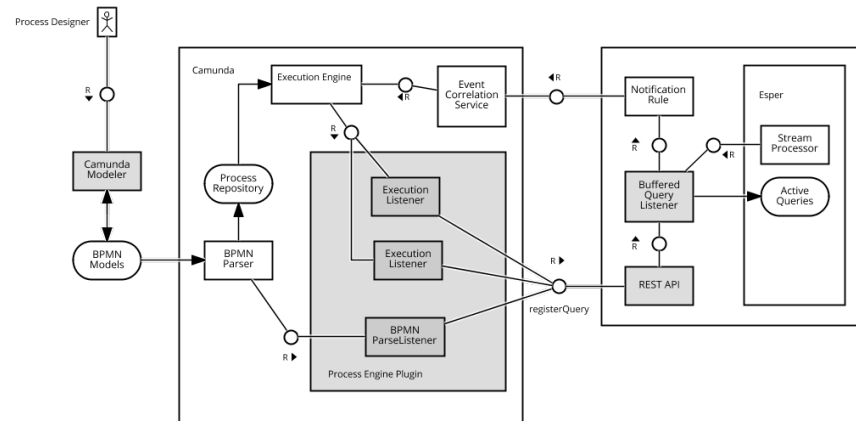 Process Designer
R
Camunda
Modeler
BPMN
Models
Camunda
Execution Engine
R
Event
Correlation
Service
R
Process
Repository
BPMN
Parser
R
Execution
Listener
Execution
Listener
BPMN
ParseListener
Process Engine Plugin
R
R
registerQuery
Notification
Rule
R
Buffered
Query
Listener
R
REST API
Esper
R
Stream
Processor
Active
Queries